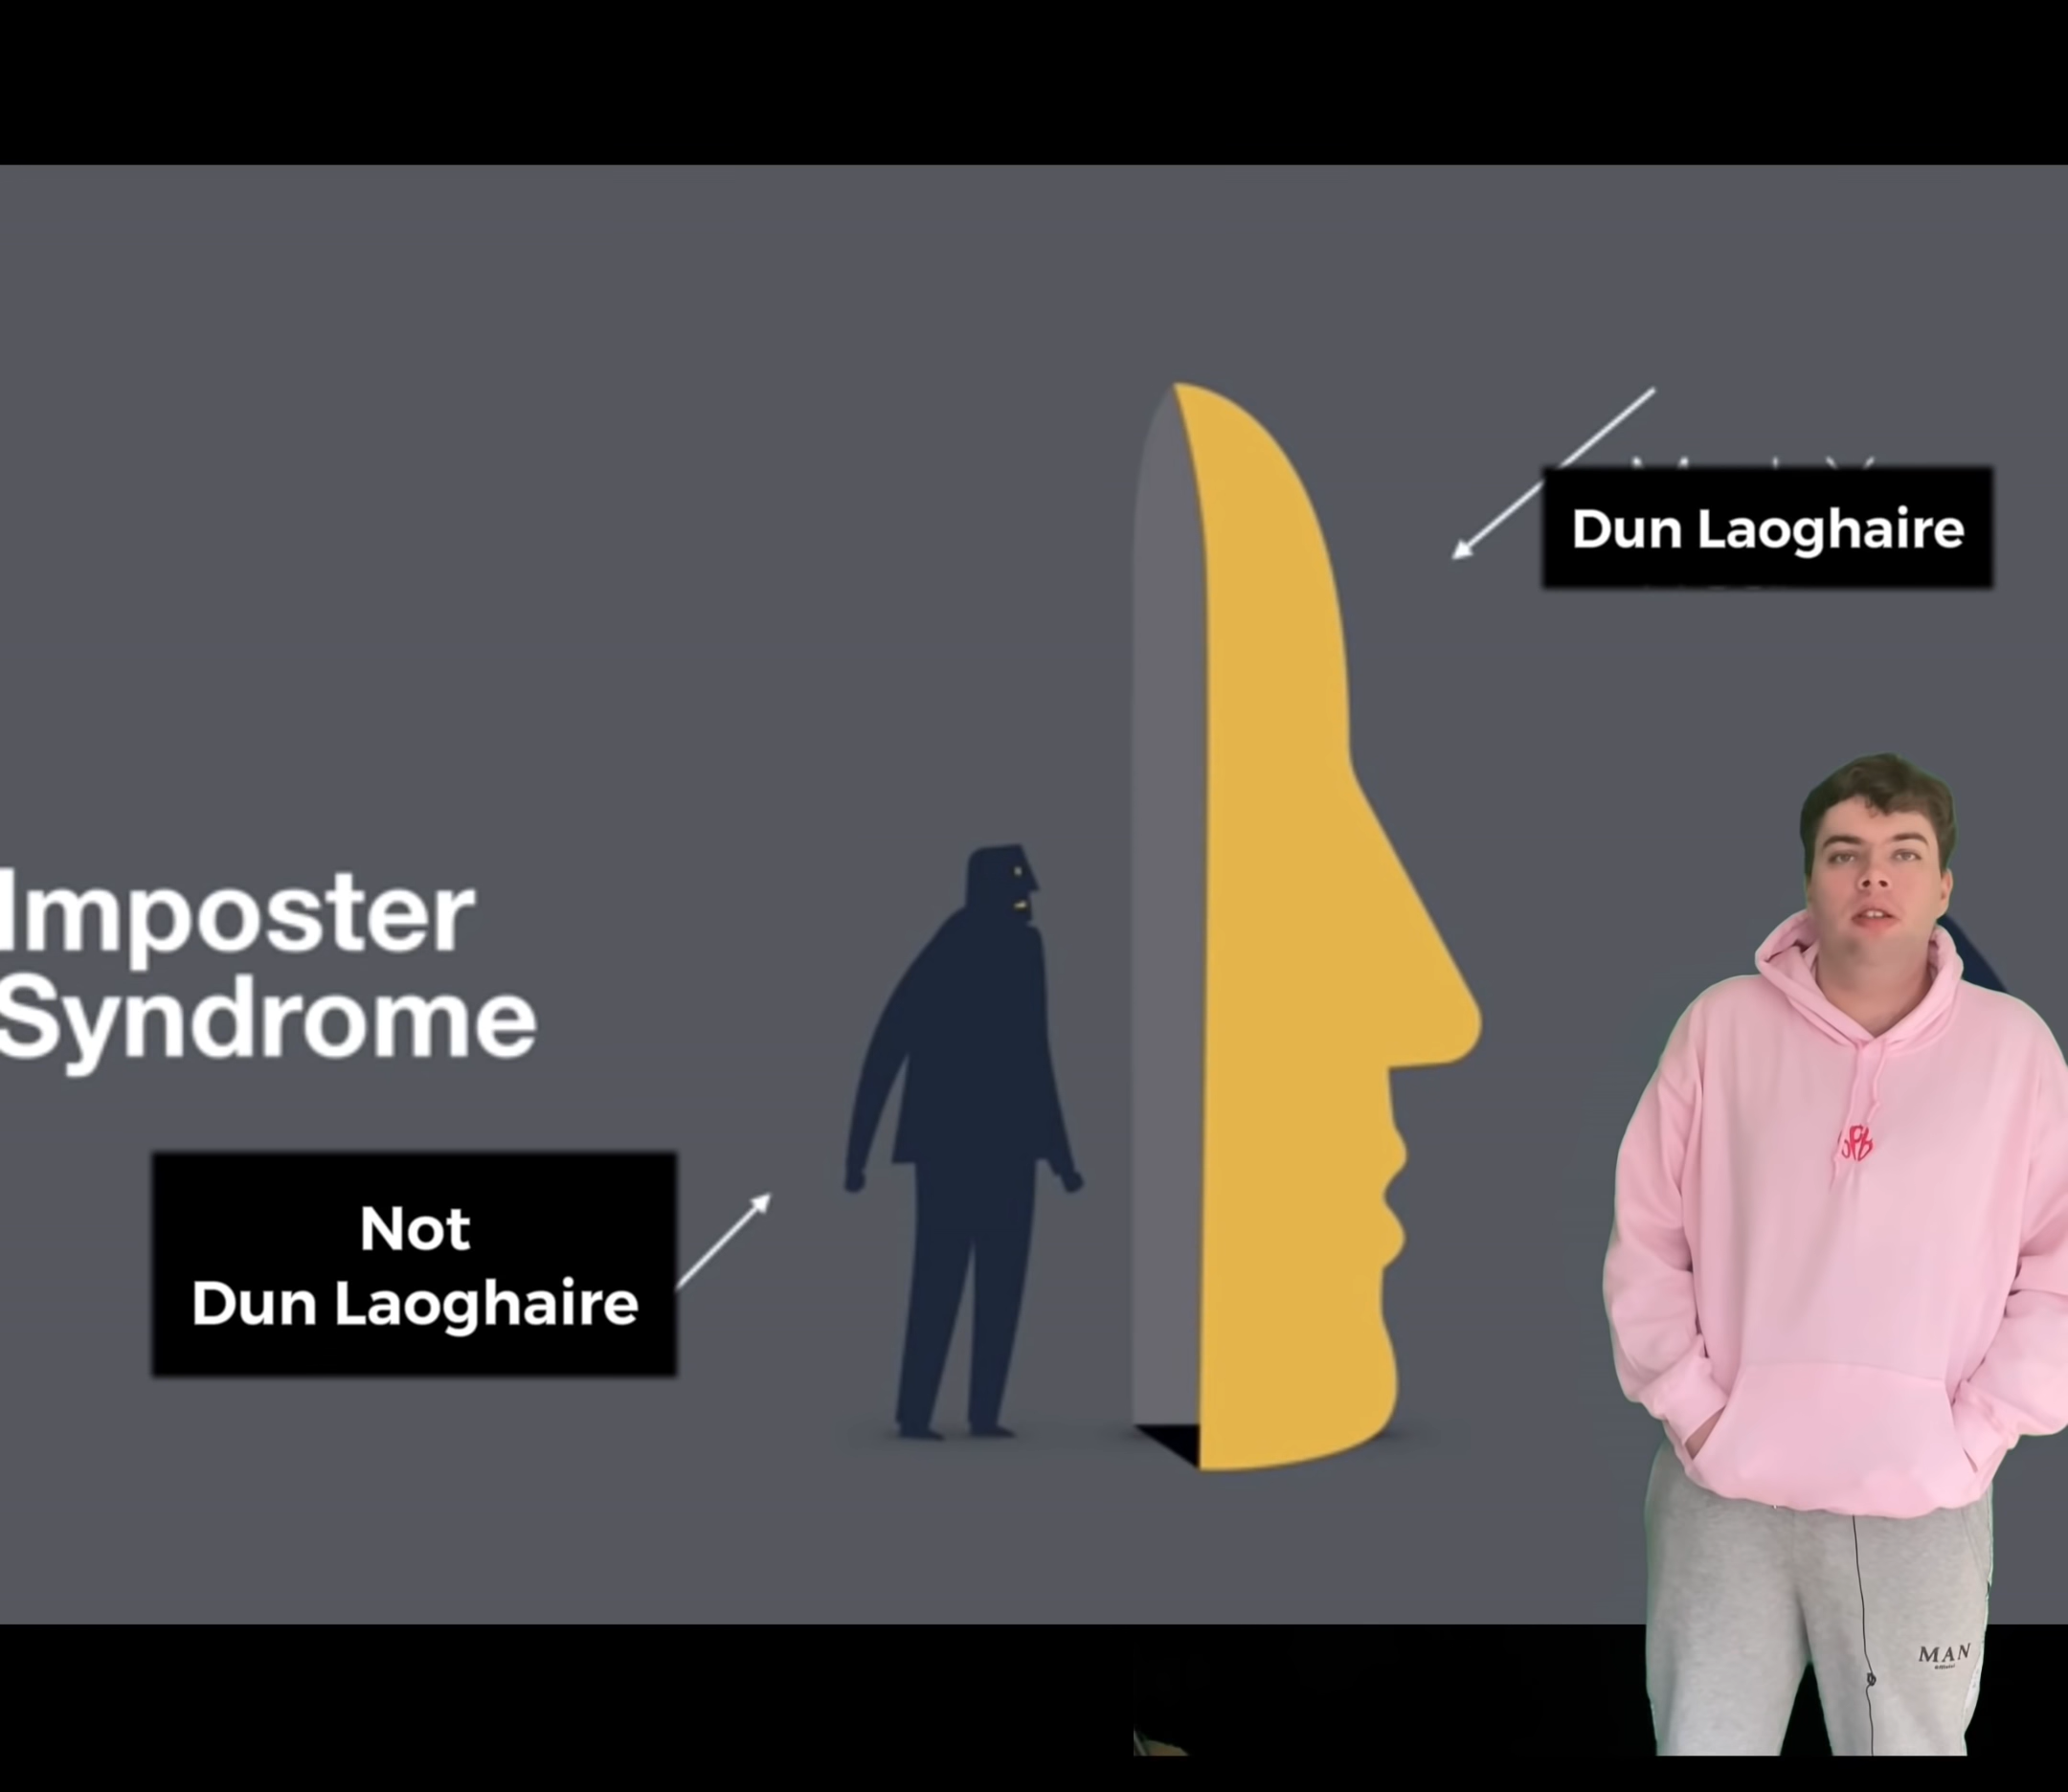 Dun Laoghaire
Imposter
Syndrome
Not
Dun Laoghaire
MAN